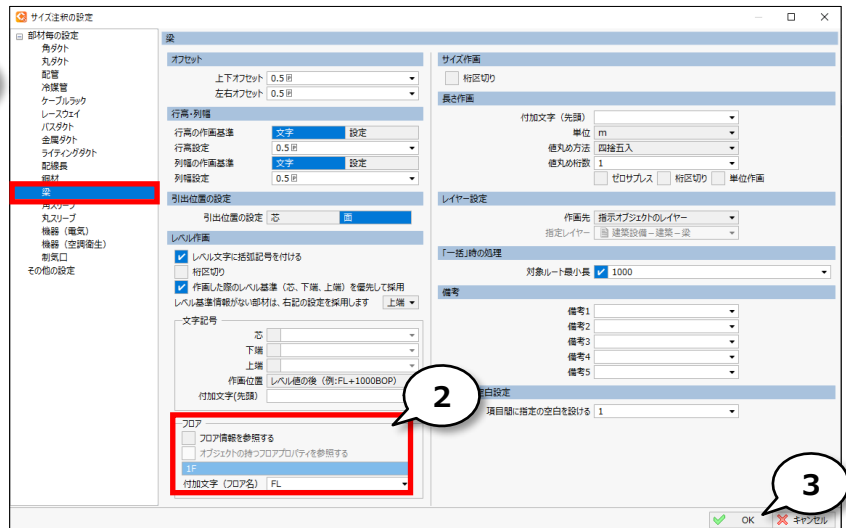 サイズ注釈の設定
部材毎の設定
角ダクト
丸ダクト
配管
冷媒管
ケーブルラック
レースウェイ
バスダクト
金属ダクト
ライティングダクト
配線長
鋼材
梁
角スリーブ
丸スリーブ
機器（電気）
機器（空調衛生）
制気口
その他の設定
梁
オフセット
上下オフセット 0.5
左右オフセット 0.5
行高・列幅
行高の作画基準 文字 設定
行高設定 0.5
列幅の作画基準 文字 設定
列幅設定 0.5
引出位置の設定
引出位置の設定 芯 面
レベル作画
レベル文字に括弧記号を付ける
桁区切り
作画した際のレベル基準（芯、下端、上端）を優先して採用
レベル基準情報がない部材は、右記の設定を採用します 上端
文字記号
芯
下端
上端
作画位置 レベル値の後（例:FL+1000BOP）
付加文字(先頭)
2
フロア
フロア情報を参照する
オブジェクトの持つフロアプロパティを参照する
1F
付加文字（フロア名） FL
サイズ作画
桁区切り
長さ作画
付加文字（先頭）
単位 m
値丸め方法 四捨五入
値丸め桁数 1
ゼロサプレス 桁区切り 単位作画
レイヤー設定
作画先 指示オブジェクトのレイヤー
指定レイヤー 建築設備－建築－梁
「一括」時の処理
対象ルート最小長 1000
備考
備考1
備考2
備考3
備考4
備考5
空白設定
項目間に指定の空白を設ける 1
3
OK キャンセル